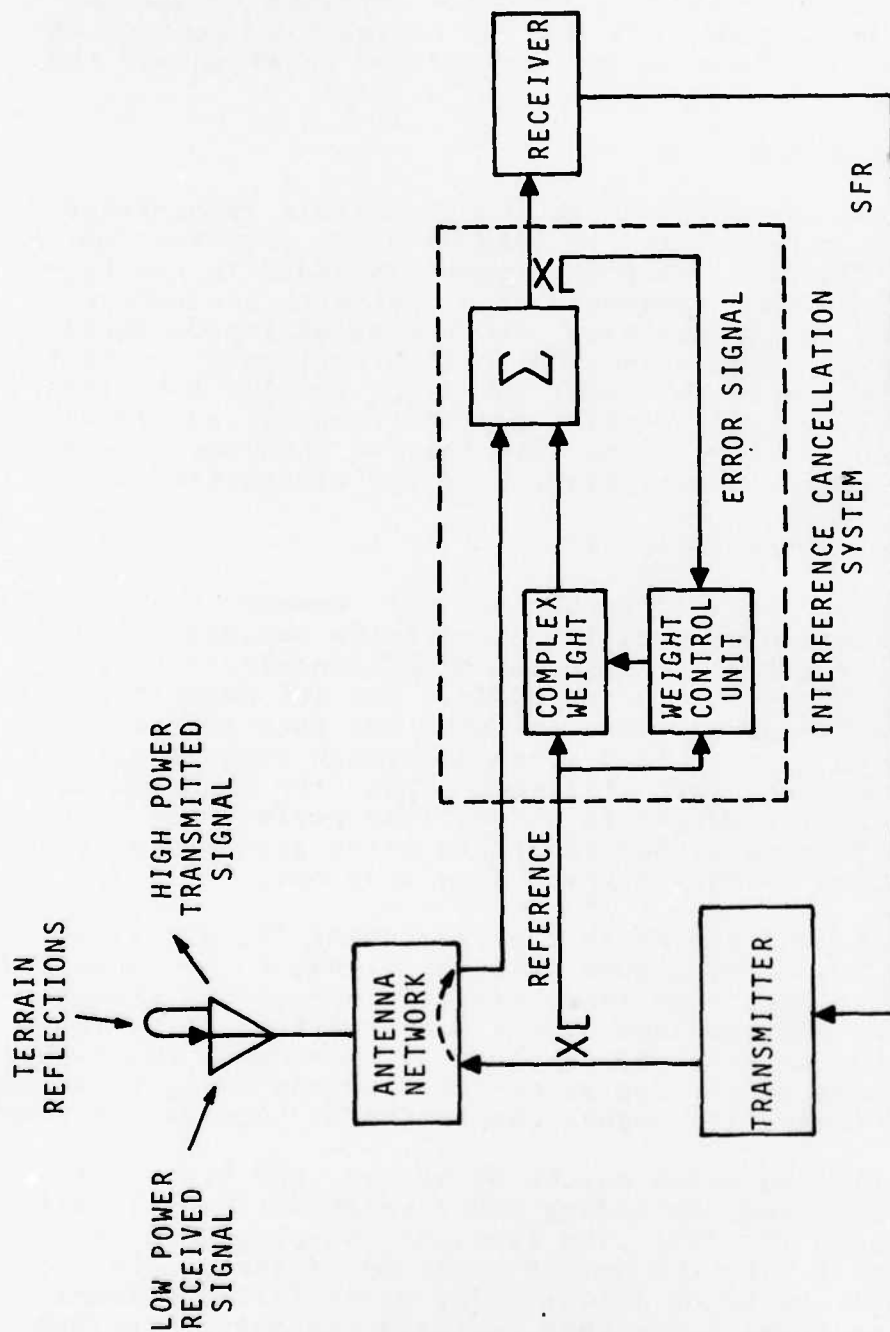 TERRAIN
REFLECTIONS
HIGH POWER
TRANSMITTED
SIGNAL
LOW POWER
RECEIVED
SIGNAL
ANTENNA
NETWORK
REFERENCE
TRANSMITTER
COMPLEX
WEIGHT
WEIGHT
CONTROL
UNIT
Σ
ERROR SIGNAL
INTERFERENCE CANCELLATION
SYSTEM
RECEIVER
SFR